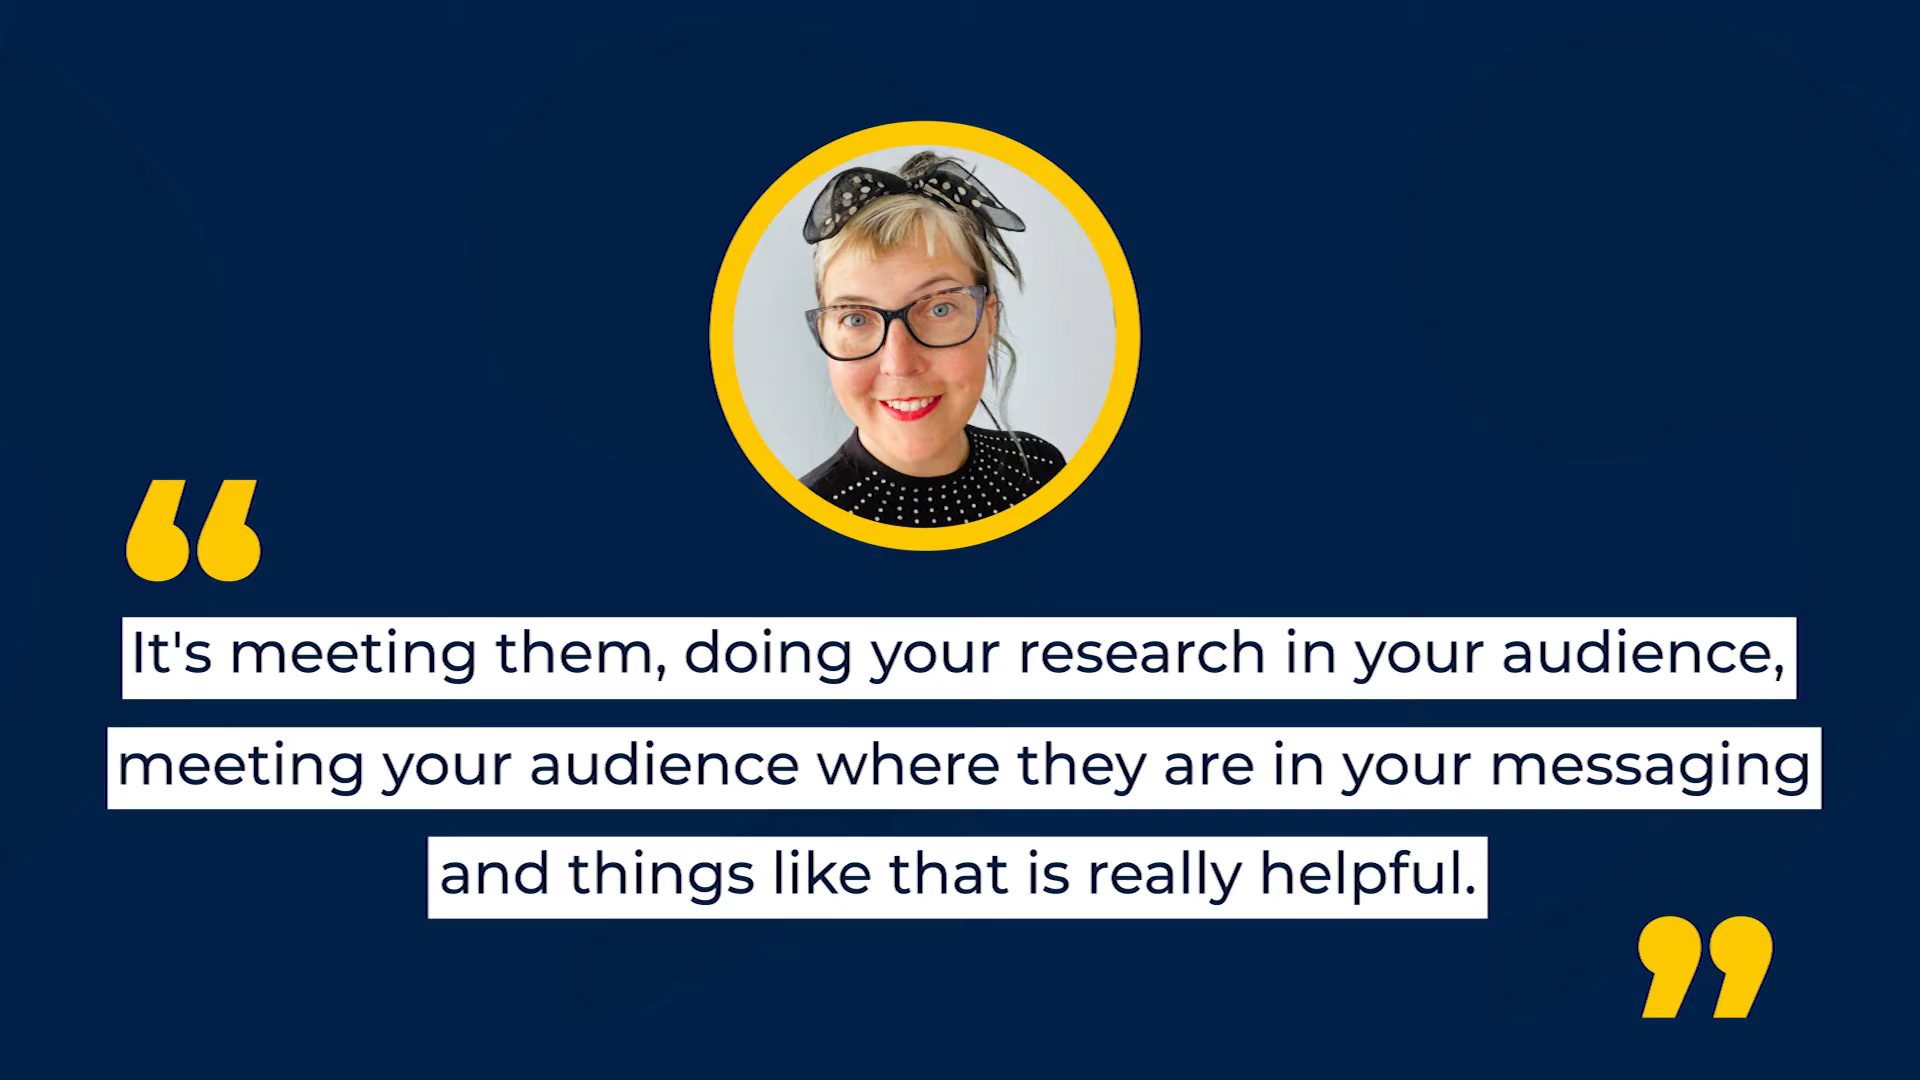 “
It's meeting them, doing your research in your audience,
meeting your audience where they are in your messaging
and things like that is really helpful.
”